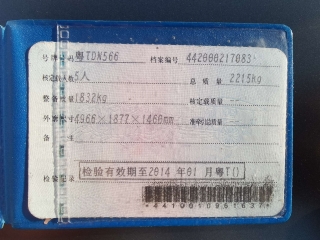 号牌号码 粤TDN566 档案编号 442000217083
核定载人数 5人 总质量 2215kg
整备质量 1832kg 核定载质量 --
外廓尺寸 4966×1877×1460mm 准牵引总质量 --
备注
检验记录 检验有效期至2014年01月粤T()